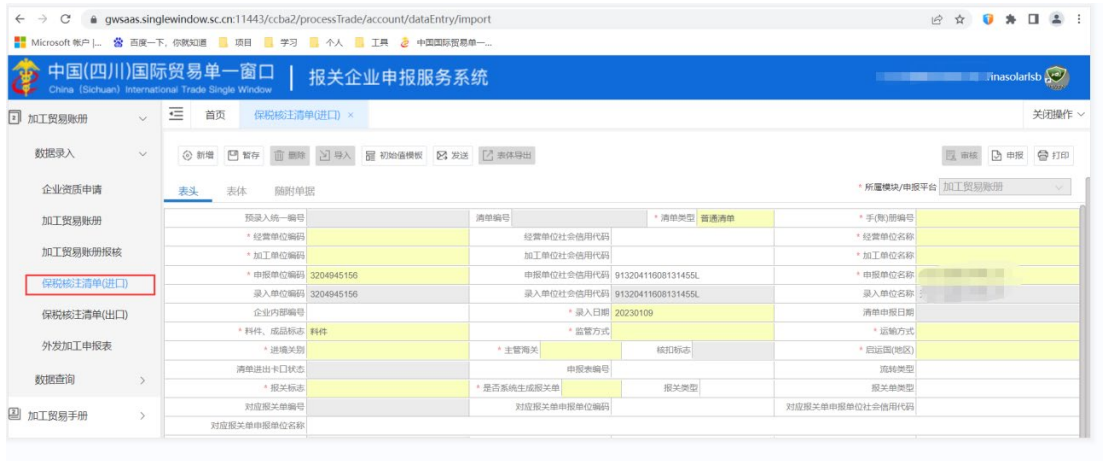 gwsaas.singlewindow.sc.cn:11443/ccba2/processTrade/account/dataEntry/import
Microsoft 帐户 |... 百度一下，你就知道 项目 学习 个人 工具 中国国际贸易单一...
中国(四川)国际贸易单一窗口 | 报关企业申报服务系统
China (Sichuan) International Trade Single Window
inasolarlsb
加工贸易账册 首页 保税核注清单(进口) × 关闭操作
数据录入 新增 暂存 删除 导入 初始值模板 发送 表体导出 审核 申报 打印
企业资质申请 表头 表体 随附单据 * 所属模块/申报平台 加工贸易账册
加工贸易账册
加工贸易账册报核
保税核注清单(进口)
保税核注清单(出口)
外发加工申报表
数据查询
加工贸易手册
预录入统一编号 清单编号 * 清单类型 普通清单 * 手(账)册编号
* 经营单位编码 经营单位社会信用代码 * 经营单位名称
* 加工单位编码 加工单位社会信用代码 * 加工单位名称
* 申报单位编码 3204945156 申报单位社会信用代码 91320411608131455L * 申报单位名称
录入单位编码 3204945156 录入单位社会信用代码 91320411608131455L 录入单位名称
企业内部编号 * 录入日期 20230109 清单申报日期
* 料件、成品标志 料件 * 监管方式 * 运输方式
* 进境关别 * 主管海关 核扣标志 * 启运国(地区)
清单进出卡口状态 申报表编号 流转类型
* 报关标志 * 是否系统生成报关单 报关类型 报关单类型
对应报关单编号 对应报关单申报单位编码 对应报关单申报单位社会信用代码
对应报关单申报单位名称